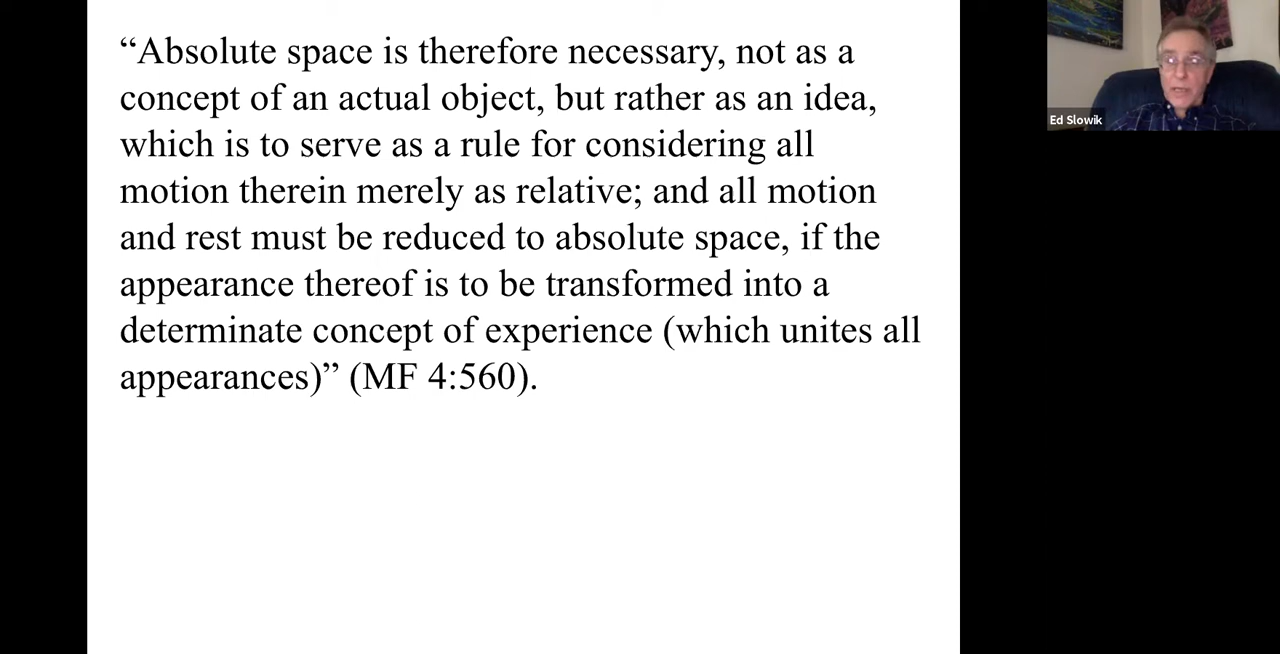 “Absolute space is therefore necessary, not as a
concept of an actual object, but rather as an idea,
which is to serve as a rule for considering all
motion therein merely as relative; and all motion
and rest must be reduced to absolute space, if the
appearance thereof is to be transformed into a
determinate concept of experience (which unites all
appearances)” (MF 4:560).
Ed Slowik